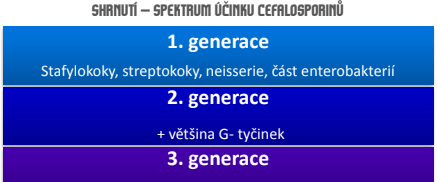 SHRNUTÍ – SPEKTRUM ÚČINKU CEFALOSPORINŮ
1. generace
Stafylokoky, streptokoky, neisserie, část enterobakterií
2. generace
+ většina G- tyčinek
3. generace